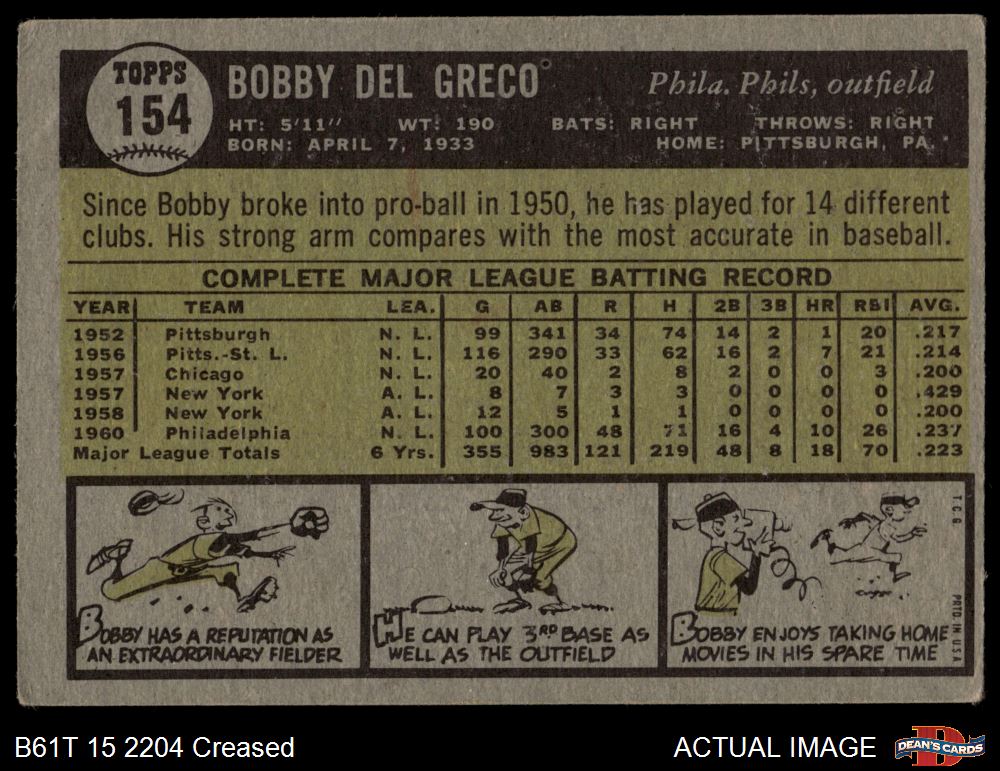 TOPPS
154
BOBBY DEL GRECO
Phila. Phils, outfield
HT: 5'11" WT: 190 BATS: RIGHT THROWS: RIGHT
BORN: APRIL 7, 1933 HOME: PITTSBURGH, PA.
Since Bobby broke into pro-ball in 1950, he has played for 14 different
clubs. His strong arm compares with the most accurate in baseball.
COMPLETE MAJOR LEAGUE BATTING RECORD
YEAR TEAM LEA. G AB R H 2B 3B HR RBI AVG.
1952 Pittsburgh N. L. 99 341 34 74 14 2 1 20 .217
1956 Pitts.-St. L. N. L. 116 290 33 62 16 2 7 21 .214
1957 Chicago N. L. 20 40 2 8 2 0 0 3 .200
1957 New York A. L. 8 7 3 3 0 0 0 0 .429
1958 New York A. L. 12 5 1 1 0 0 0 0 .200
1960 Philadelphia N. L. 100 300 48 71 16 4 10 26 .237
Major League Totals 6 Yrs. 355 983 121 219 48 8 18 70 .223
BOBBY HAS A REPUTATION AS
AN EXTRAORDINARY FIELDER
HE CAN PLAY 3RD BASE AS
WELL AS THE OUTFIELD
BOBBY ENJOYS TAKING HOME
MOVIES IN HIS SPARE TIME
T.C.G.
PRTD. IN U.S.A.
B61T 15 2204 Creased
ACTUAL IMAGE
DEAN'S CARDS